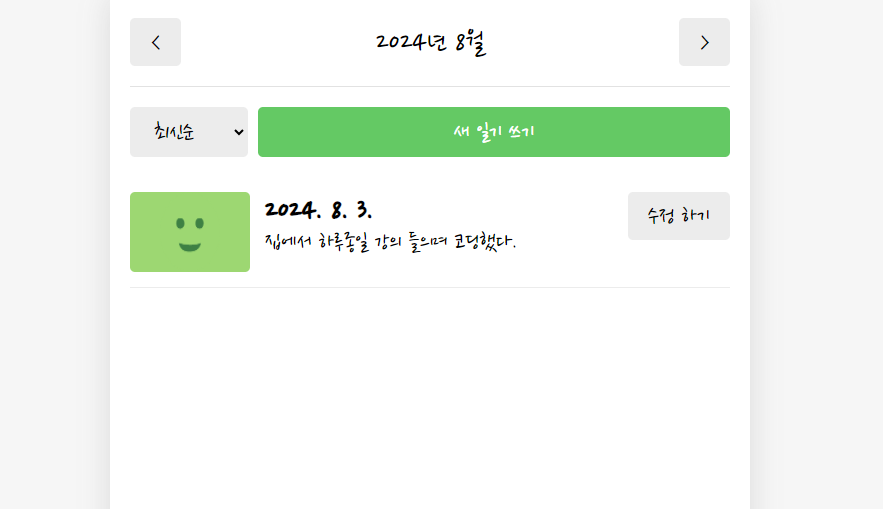 <
2024년 8월
>
최신순
새 일기 쓰기
2024. 8. 3.
수정 하기
집에서 하루종일 강의 들으며 코딩했다.